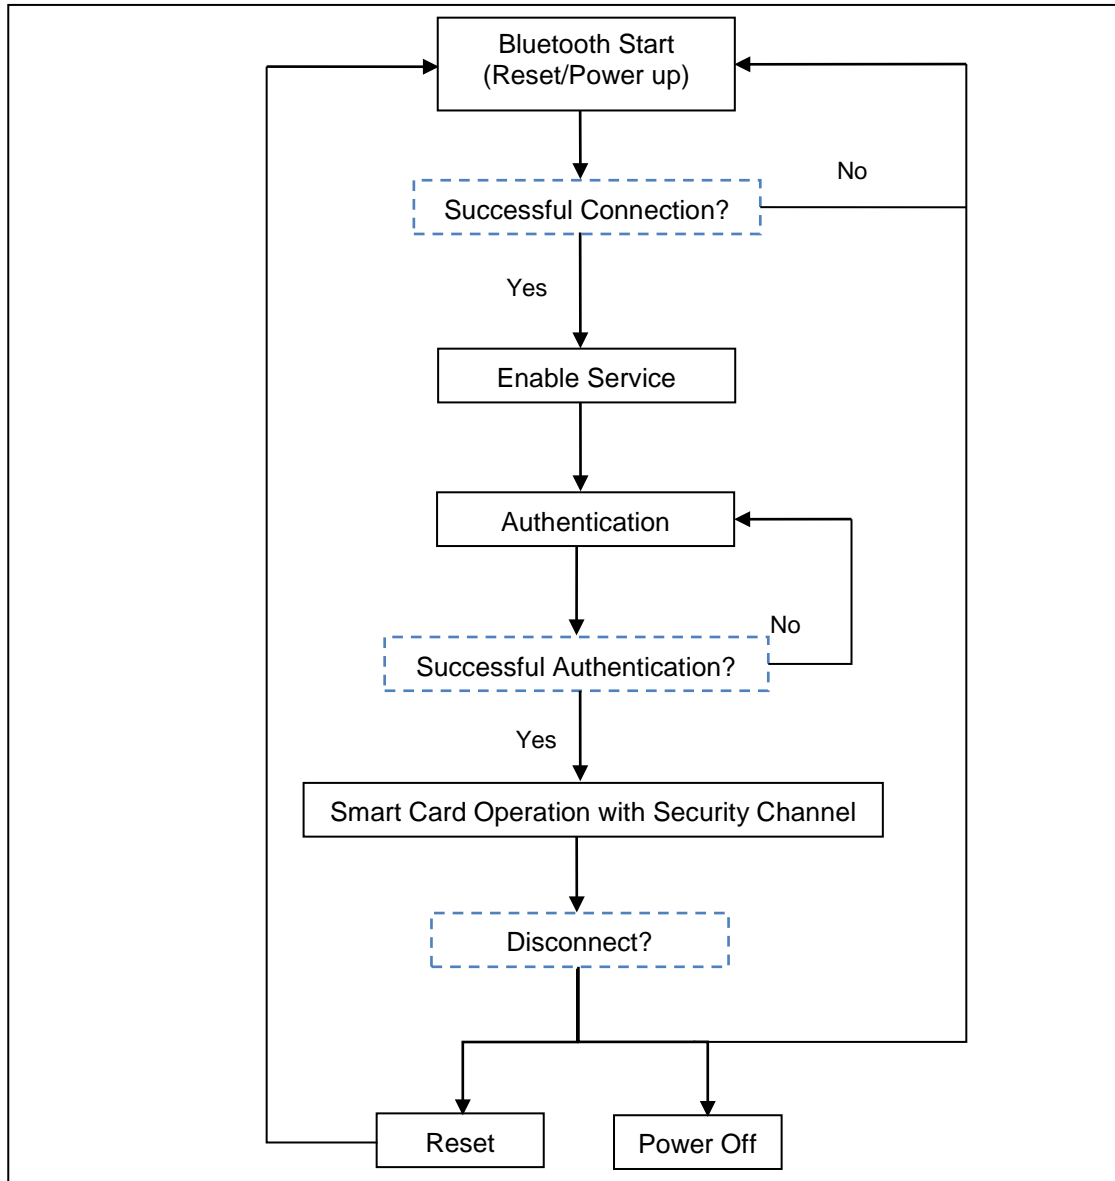 Bluetooth Start
(Reset/Power up)
No
Successful Connection?
Yes
Enable Service
Authentication
No
Successful Authentication?
Yes
Smart Card Operation with Security Channel
Disconnect?
Reset
Power Off